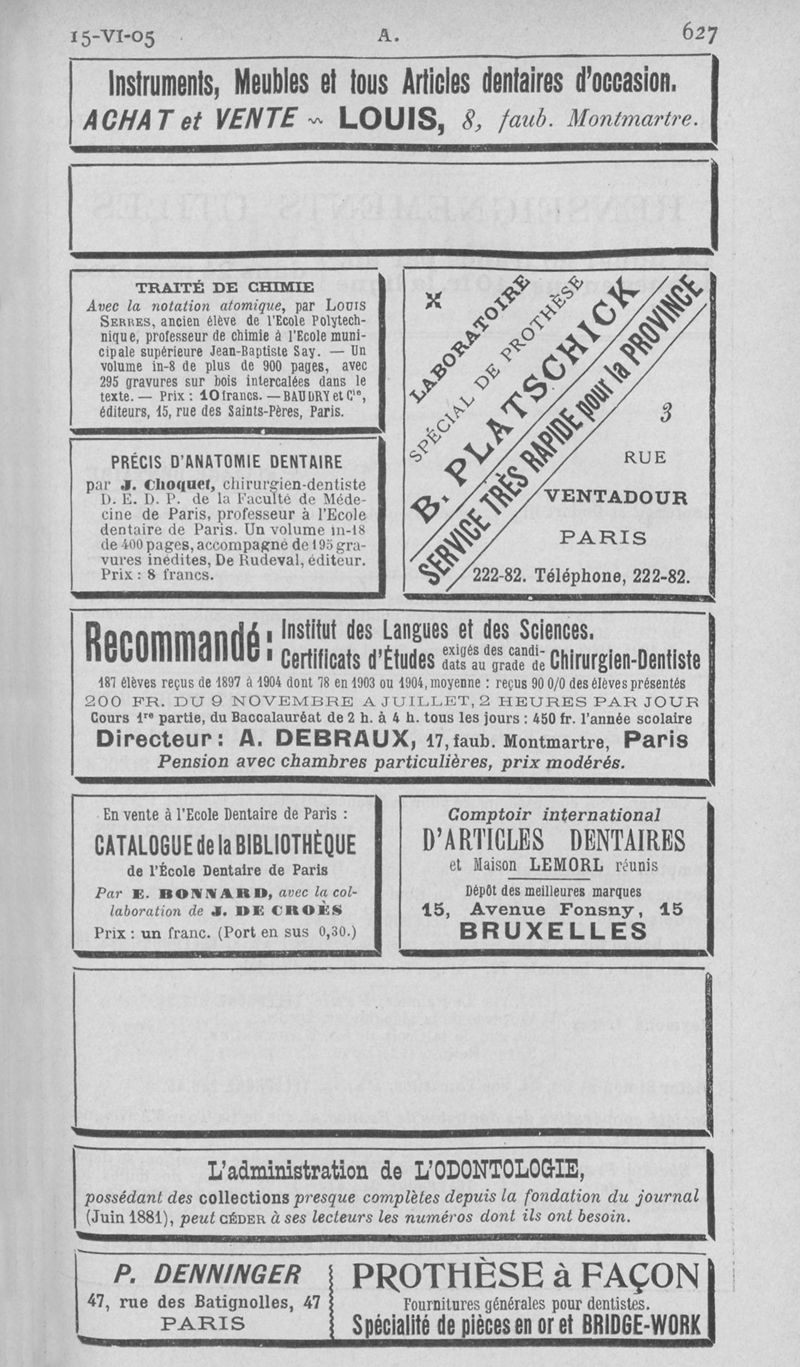 15-VI-05 A. 627
Instruments, Meubles et tous Articles dentaires d'occasion.
ACHAT et VENTE ~ LOUIS, 8, faub. Montmartre.
TRAITÉ DE CHIMIE
Avec la notation atomique, par LOUIS
SERRES, ancien élève de l'Ecole Polytech-
nique, professeur de chimie à l'Ecole muni-
cipale supérieure Jean-Baptiste Say. — Un
volume in-8 de plus de 900 pages, avec
295 gravures sur bois intercalées dans le
texte. — Prix : 10 francs. — BAUDRY et Cie,
éditeurs, 15, rue des Saints-Pères, Paris.
PRÉCIS D'ANATOMIE DENTAIRE
par J. Choquet, chirurgien-dentiste
D. E. D. P. de la Faculté de Méde-
cine de Paris, professeur à l'Ecole
dentaire de Paris. Un volume in-18
de 400 pages, accompagné de 195 gra-
vures inédites, De Rudeval, éditeur.
Prix : 8 francs.
LABORATOIRE
SPÉCIAL DE PROTHÈSE
B. PLATSCHICK
SERVICE TRÈS RAPIDE pour la PROVINCE
3
RUE
VENTADOUR
PARIS
222-82. Téléphone, 222-82.
Recommandé : Institut des Langues et des Sciences.
Certificats d'Études exigés des candi-dats au grade de Chirurgien-Dentiste
187 élèves reçus de 1897 à 1904 dont 78 en 1903 ou 1904, moyenne : reçus 90 0/0 des élèves présentés
200 FR. DU 9 NOVEMBRE A JUILLET, 2 HEURES PAR JOUR
Cours 1re partie, du Baccalauréat de 2 h. à 4 h. tous les jours : 450 fr. l'année scolaire
Directeur : A. DEBRAUX, 17, faub. Montmartre, Paris
Pension avec chambres particulières, prix modérés.
En vente à l'Ecole Dentaire de Paris :
CATALOGUE de la BIBLIOTHÈQUE
de l'École Dentaire de Paris
Par E. BONNARD, avec la col-
laboration de J. DE CROËS
Prix : un franc. (Port en sus 0,30.)
Comptoir international
D'ARTICLES DENTAIRES
et Maison LEMORL réunis
Dépôt des meilleures marques
15, Avenue Fonsny, 15
BRUXELLES
L'administration de L'ODONTOLOGIE,
possédant des collections presque complètes depuis la fondation du journal
(Juin 1881), peut CÉDER à ses lecteurs les numéros dont ils ont besoin.
P. DENNINGER
47, rue des Batignolles, 47
PARIS
PROTHÈSE à FAÇON
Fournitures générales pour dentistes.
Spécialité de pièces en or et BRIDGE-WORK